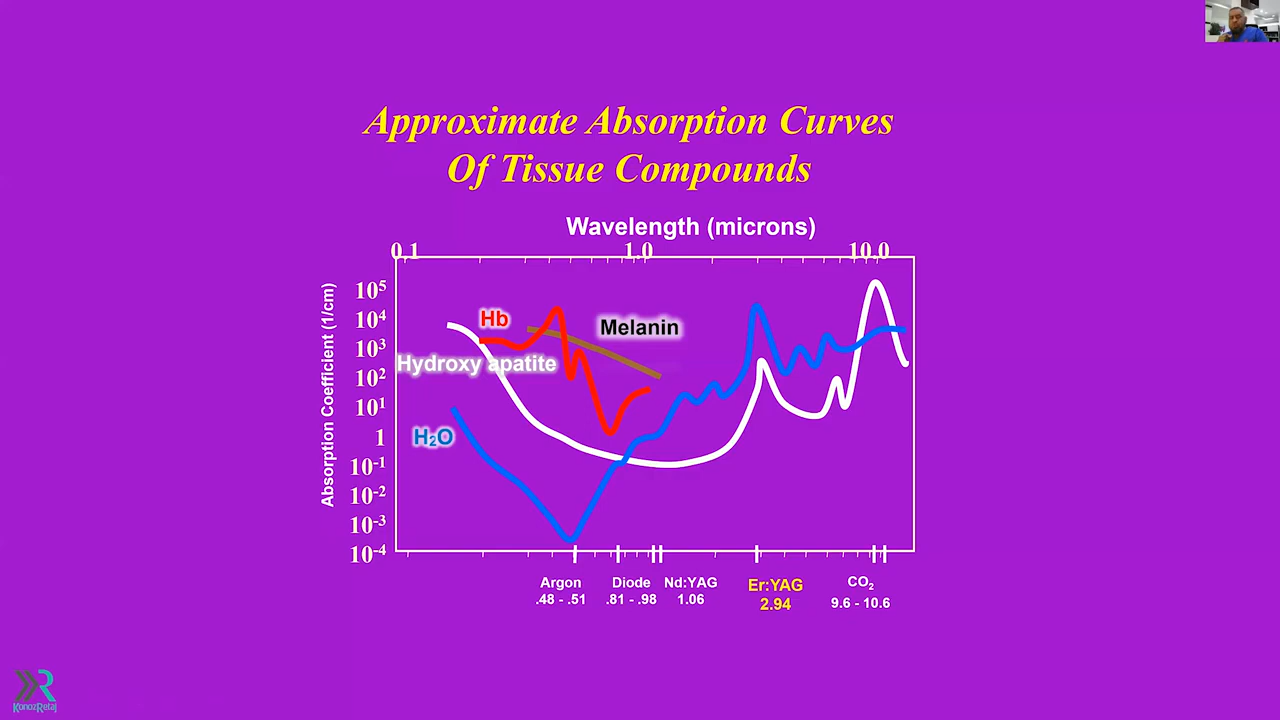 Approximate Absorption Curves
Of Tissue Compounds
Wavelength (microns)
0.1 1.0 10.0
Absorption Coefficient (1/cm)
10⁵
10⁴
10³
10²
10¹
1
10⁻¹
10⁻²
10⁻³
10⁻⁴
Hb
Melanin
Hydroxy apatite
H₂O
Argon Diode Nd:YAG Er:YAG CO₂
.48 - .51 .81 - .98 1.06 2.94 9.6 - 10.6
KonozRetaj